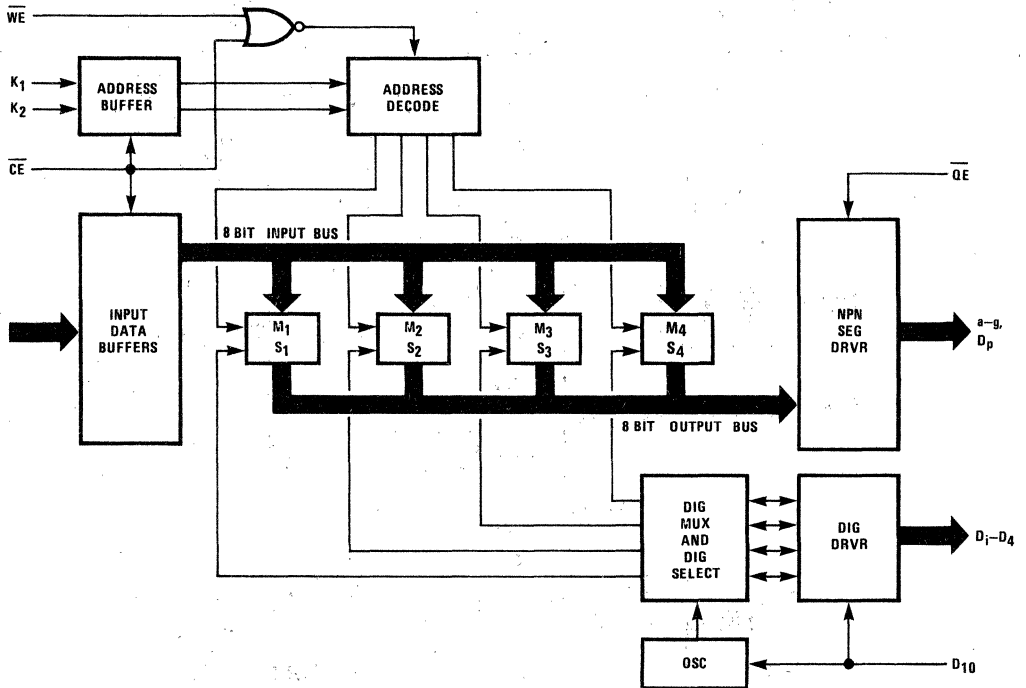 WE
K1
K2
ADDRESS
BUFFER
ADDRESS
DECODE
CE
QE
8 BIT INPUT BUS
INPUT
DATA
BUFFERS
M1
S1
M2
S2
M3
S3
M4
S4
NPN
SEG
DRVR
a–g,
Dp
8 BIT OUTPUT BUS
DIG
MUX
AND
DIG
SELECT
DIG
DRVR
Di–D4
OSC
D10